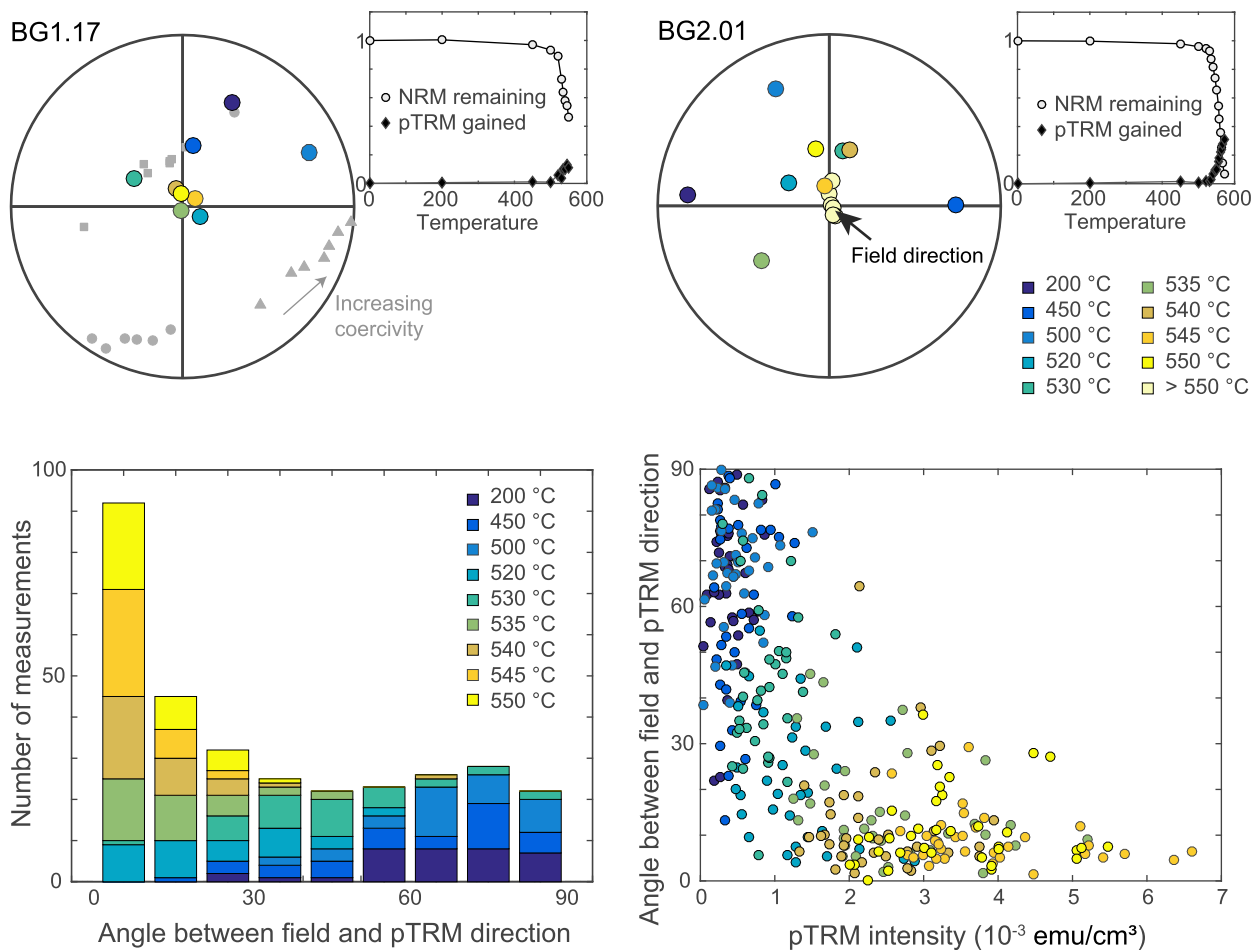 BG1.17
1
NRM remaining
pTRM gained
0
0
200
400
600
Temperature
Increasing
coercivity
BG2.01
1
NRM remaining
pTRM gained
0
0
200
400
600
Temperature
Field direction
200 °C
450 °C
500 °C
520 °C
530 °C
535 °C
540 °C
545 °C
550 °C
> 550 °C
100
50
0
Number of measurements
200 °C
450 °C
500 °C
520 °C
530 °C
535 °C
540 °C
545 °C
550 °C
0
30
60
90
Angle between field and pTRM direction
90
60
30
0
Angle between field and pTRM direction
0
1
2
3
4
5
6
7
pTRM intensity (10⁻³ emu/cm³)